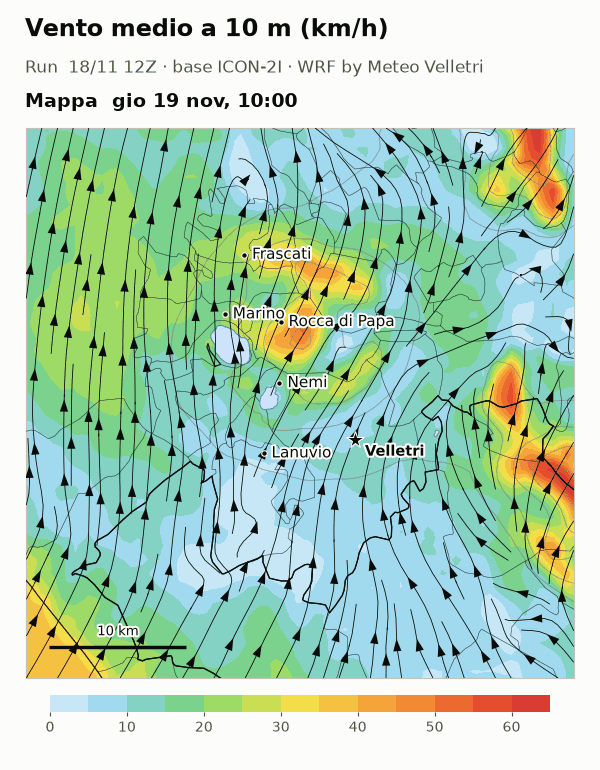 Vento medio a 10 m (km/h)
Run 18/11 12Z · base ICON-2I · WRF by Meteo Velletri
Mappa gio 19 nov, 10:00
Frascati
Marino
Rocca di Papa
Nemi
Velletri
Lanuvio
10 km
0 10 20 30 40 50 60